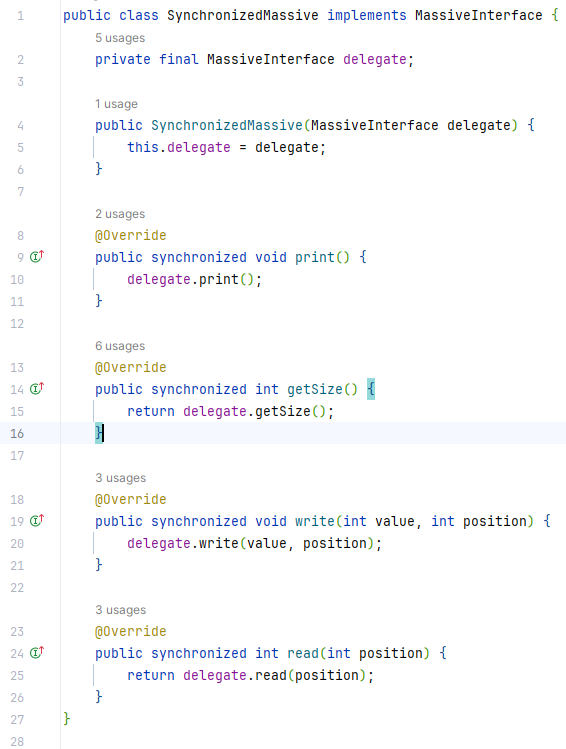 1 public class SynchronizedMassive implements MassiveInterface {
5 usages
2 private final MassiveInterface delegate;
3
1 usage
4 public SynchronizedMassive(MassiveInterface delegate) {
5 this.delegate = delegate;
6 }
7
2 usages
8 @Override
9 public synchronized void print() {
10 delegate.print();
11 }
12
6 usages
13 @Override
14 public synchronized int getSize() {
15 return delegate.getSize();
16 }
17
3 usages
18 @Override
19 public synchronized void write(int value, int position) {
20 delegate.write(value, position);
21 }
22
3 usages
23 @Override
24 public synchronized int read(int position) {
25 return delegate.read(position);
26 }
27 }
28